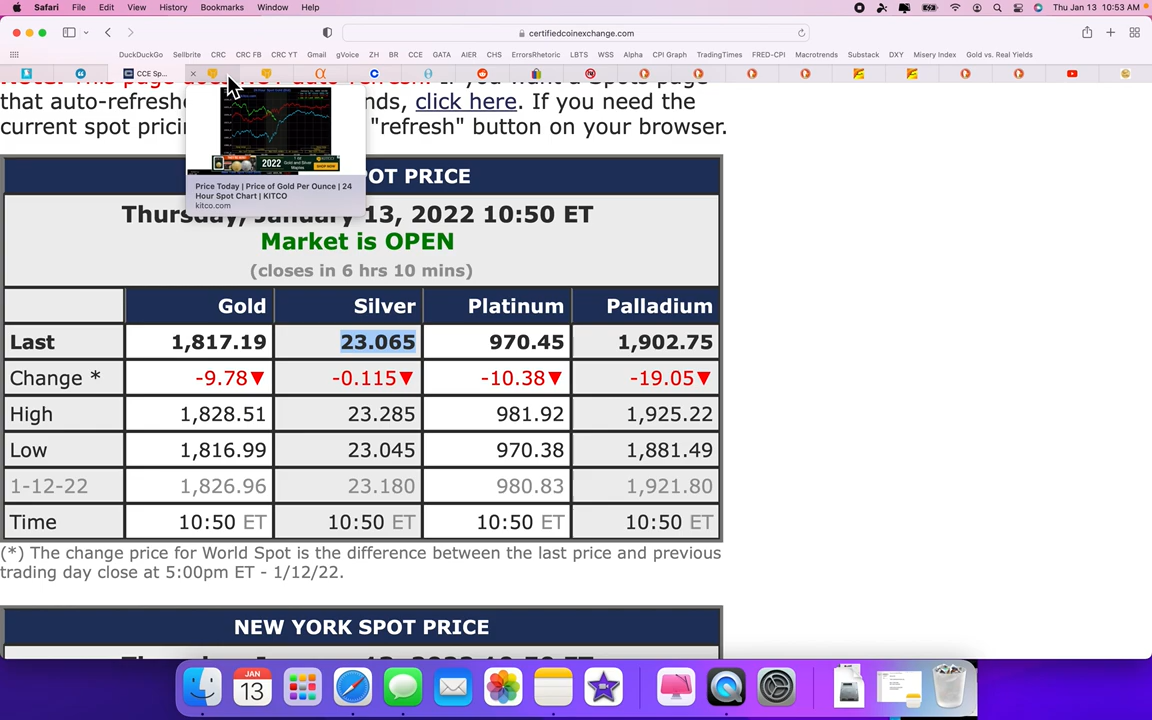 Safari File Edit View History Bookmarks Window Help Thu Jan 13 10:53 AM
certifiedcoinexchange.com
DuckDuckGo Sellbrite CRC CRC FB CRC YT Gmail gVoice ZH BR CCE GATA AIER CHS ErrorsRhetoric LBTS WSS Alpha CPI Graph TradingTimes FRED-CPI Macrotrends Substack DXY Misery Index Gold vs. Real Yields
CCE Sp...
that auto-refreshe nds, click here. If you need the
current spot pricin "refresh" button on your browser.
2022
Price Today | Price of Gold Per Ounce | 24
Hour Spot Chart | KITCO
kitco.com
OT PRICE
Thursday, January 13, 2022 10:50 ET
Market is OPEN
(closes in 6 hrs 10 mins)
Gold Silver Platinum Palladium
Last 1,817.19 23.065 970.45 1,902.75
Change * -9.78▼ -0.115▼ -10.38▼ -19.05▼
High 1,828.51 23.285 981.92 1,925.22
Low 1,816.99 23.045 970.38 1,881.49
1-12-22 1,826.96 23.180 980.83 1,921.80
Time 10:50 ET 10:50 ET 10:50 ET 10:50 ET
(*) The change price for World Spot is the difference between the last price and previous
trading day close at 5:00pm ET - 1/12/22.
NEW YORK SPOT PRICE
JAN
13